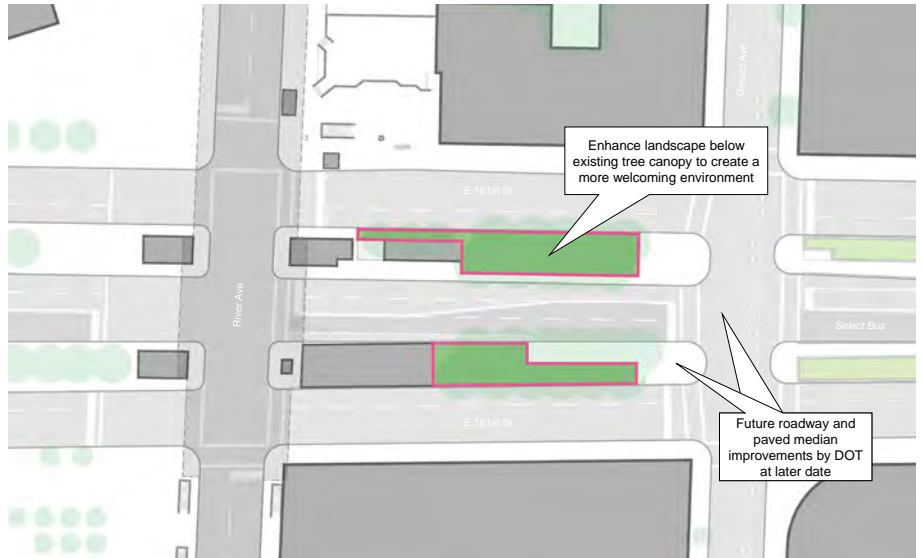 Gerard Ave
Enhance landscape below
existing tree canopy to create a
more welcoming environment
E 161st St
River Ave
Select Bus
E 161st St
Future roadway and
paved median
improvements by DOT
at later date